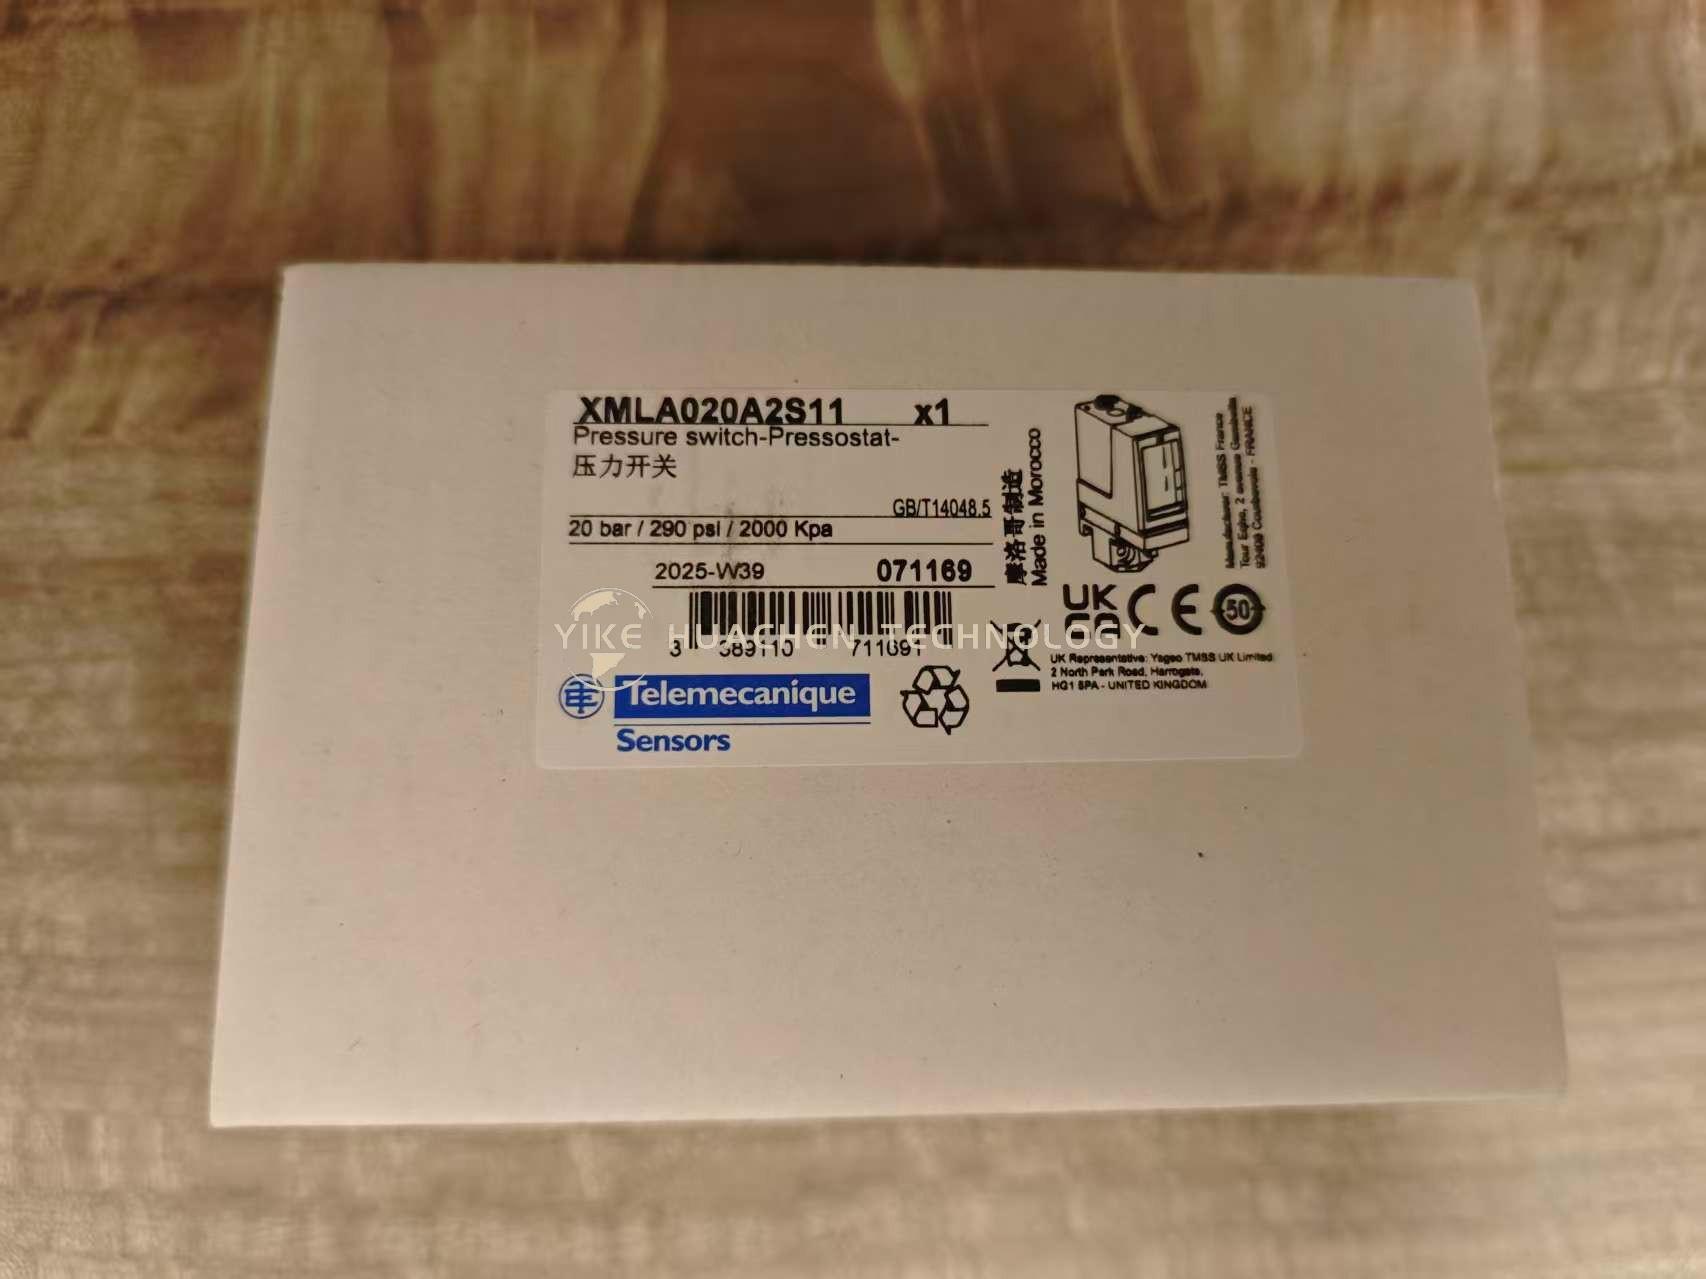 XMLA020A2S11 x1
Pressure switch-Pressostat-
压力开关
GB/T14048.5
20 bar / 290 psi / 2000 Kpa
2025-W39 071169
3 389110 711691
Telemecanique
Sensors
摩洛哥制造
Made in Morocco
Manufacturer: TMSS France
Tour Eqho, 2 avenue Gambetta
92400 Courbevoie - FRANCE
UK
CA CE 50
UK Representative: Yageo TMSS UK Limited
2 North Park Road, Harrogate,
HG1 5PA - UNITED KINGDOM
YIKE HUACHEN TECHNOLOGY